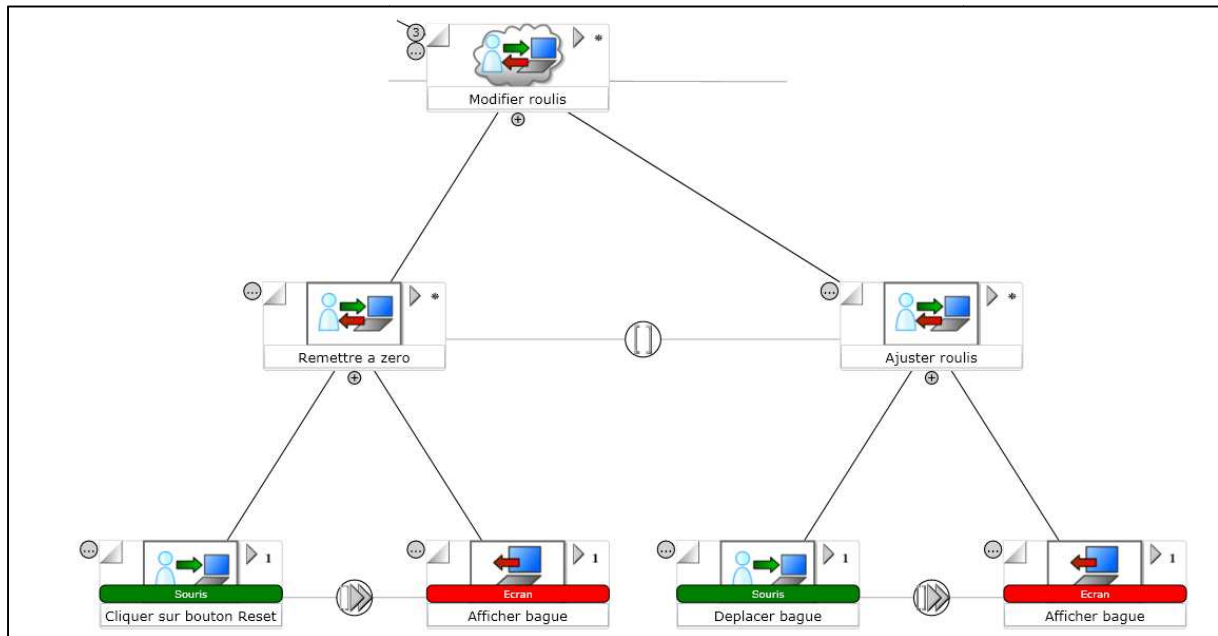 3
...
*
Modifier roulis
+
... * ... *
Remettre a zero [] Ajuster roulis
+ +
... 1 ... 1 ... 1 ... 1
Souris Ecran Souris Ecran
Cliquer sur bouton Reset Afficher bague Deplacer bague Afficher bague